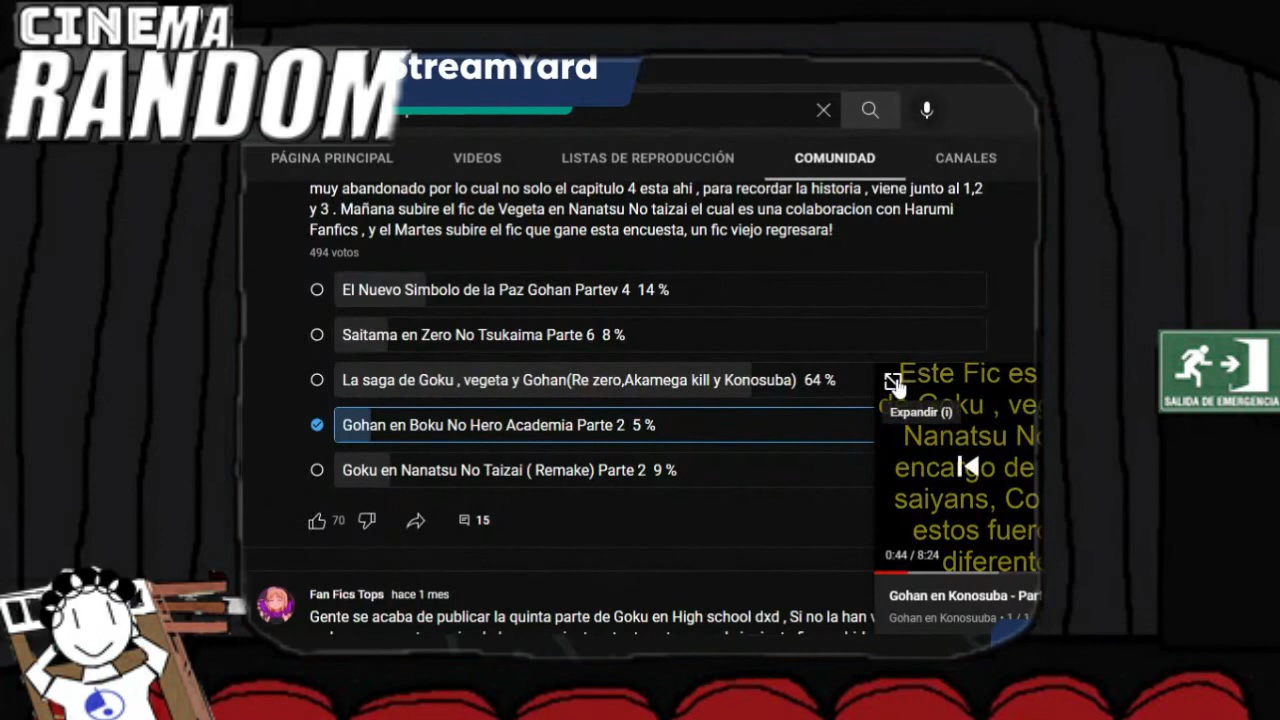 CINEMA
RANDOM
StreamYard
PÁGINA PRINCIPAL
VIDEOS
LISTAS DE REPRODUCCIÓN
COMUNIDAD
CANALES
muy abandonado por lo cual no solo el capitulo 4 esta ahi , para recordar la historia , viene junto al 1,2
y 3 . Mañana subire el fic de Vegeta en Nanatsu No taizai el cual es una colaboracion con Harumi
Fanfics , y el Martes subire el fic que gane esta encuesta, un fic viejo regresara!
494 votos
El Nuevo Simbolo de la Paz Gohan Partev 4 14 %
Saitama en Zero No Tsukaima Parte 6 8 %
La saga de Goku , vegeta y Gohan(Re zero,Akamega kill y Konosuba) 64 %
Gohan en Boku No Hero Academia Parte 2 5 %
Goku en Nanatsu No Taizai ( Remake) Parte 2 9 %
70
15
Este Fic es
de Goku , ve
Expandir (i)
Nanatsu N
encargo de
saiyans, Co
estos fuer
diferent
0:44 / 8:24
Gohan en Konosuba - Par
Gohan en Konosuuba • 1 / 1
Fan Fics Tops hace 1 mes
Gente se acaba de publicar la quinta parte de Goku en High school dxd , Si no la han v
SALIDA DE EMERGENCIA